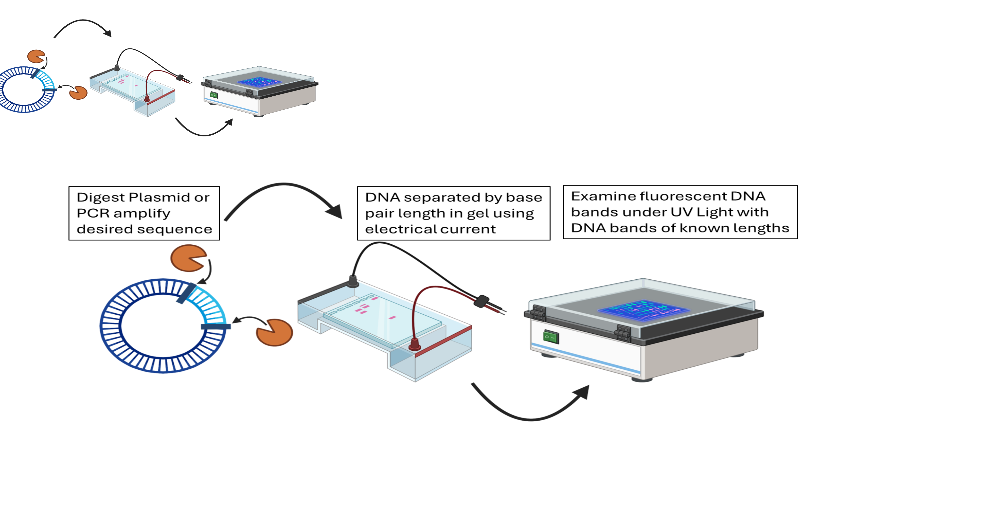 Digest Plasmid or
PCR amplify
desired sequence
DNA separated by base
pair length in gel using
electrical current
Examine fluorescent DNA
bands under UV Light with
DNA bands of known lengths